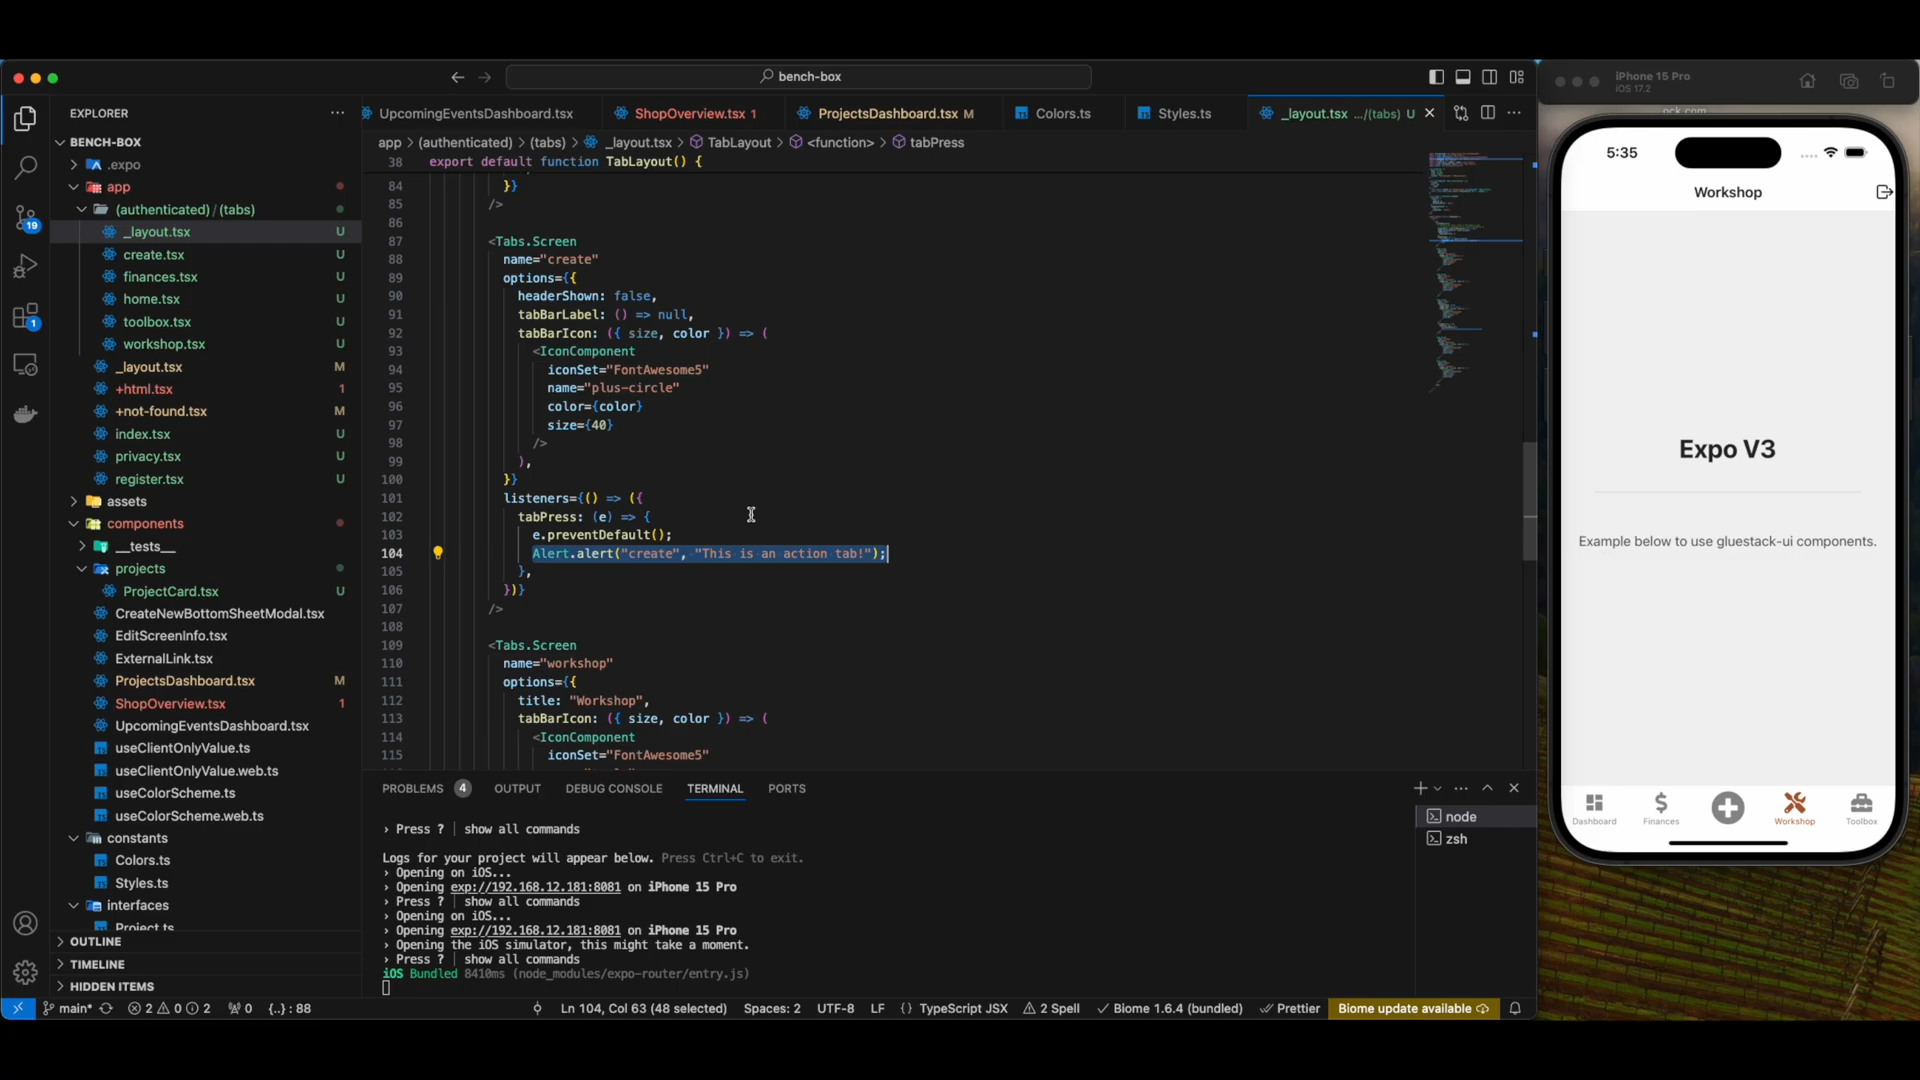 bench-box
iPhone 15 Pro
iOS 17.2
EXPLORER
UpcomingEventsDashboard.tsx
ShopOverview.tsx 1
ProjectsDashboard.tsx M
Colors.ts
Styles.ts
_layout.tsx .../(tabs) U
app > (authenticated) > (tabs) > _layout.tsx > TabLayout > <function> > tabPress
BENCH-BOX
.expo
app
(authenticated) / (tabs)
_layout.tsx U
create.tsx U
finances.tsx U
home.tsx U
toolbox.tsx U
workshop.tsx U
_layout.tsx M
+html.tsx 1
+not-found.tsx M
index.tsx U
privacy.tsx U
register.tsx U
assets
components
__tests__
projects
ProjectCard.tsx U
CreateNewBottomSheetModal.tsx
EditScreenInfo.tsx
ExternalLink.tsx
ProjectsDashboard.tsx M
ShopOverview.tsx 1
UpcomingEventsDashboard.tsx
useClientOnlyValue.ts
useClientOnlyValue.web.ts
useColorScheme.ts
useColorScheme.web.ts
constants
Colors.ts
Styles.ts
interfaces
Project.ts
OUTLINE
TIMELINE
HIDDEN ITEMS
19
1
38 export default function TabLayout() {
84 }}
85 />
86
87 <Tabs.Screen
88 name="create"
89 options={{
90 headerShown: false,
91 tabBarLabel: () => null,
92 tabBarIcon: ({ size, color }) => (
93 <IconComponent
94 iconSet="FontAwesome5"
95 name="plus-circle"
96 color={color}
97 size={40}
98 />
99 ),
100 }}
101 listeners={() => ({
102 tabPress: (e) => {
103 e.preventDefault();
104 Alert.alert("create", "This is an action tab!");
105 },
106 })}
107 />
108
109 <Tabs.Screen
110 name="workshop"
111 options={{
112 title: "Workshop",
113 tabBarIcon: ({ size, color }) => (
114 <IconComponent
115 iconSet="FontAwesome5"
PROBLEMS 4 OUTPUT DEBUG CONSOLE TERMINAL PORTS
› Press ? │ show all commands
Logs for your project will appear below. Press Ctrl+C to exit.
› Opening on iOS...
› Opening exp://192.168.12.181:8081 on iPhone 15 Pro
› Press ? │ show all commands
› Opening on iOS...
› Opening exp://192.168.12.181:8081 on iPhone 15 Pro
› Opening the iOS simulator, this might take a moment.
› Press ? │ show all commands
iOS Bundled 8410ms (node_modules/expo-router/entry.js)
node
zsh
main* 2 0 2 0 {..} : 88 Ln 104, Col 63 (48 selected) Spaces: 2 UTF-8 LF {} TypeScript JSX 2 Spell Biome 1.6.4 (bundled) Prettier Biome update available
5:35
Workshop
Expo V3
Example below to use gluestack-ui components.
Dashboard
Finances
Workshop
Toolbox